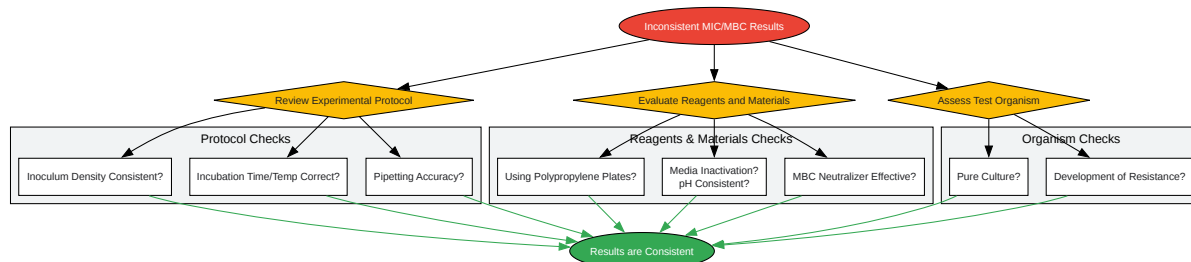 Inconsistent MIC/MBC Results
Review Experimental Protocol
Evaluate Reagents and Materials
Assess Test Organism
Protocol Checks
Reagents & Materials Checks
Organism Checks
Inoculum Density Consistent?
Incubation Time/Temp Correct?
Pipetting Accuracy?
Using Polypropylene Plates?
Media Inactivation?
pH Consistent?
MBC Neutralizer Effective?
Pure Culture?
Development of Resistance?
Results are Consistent